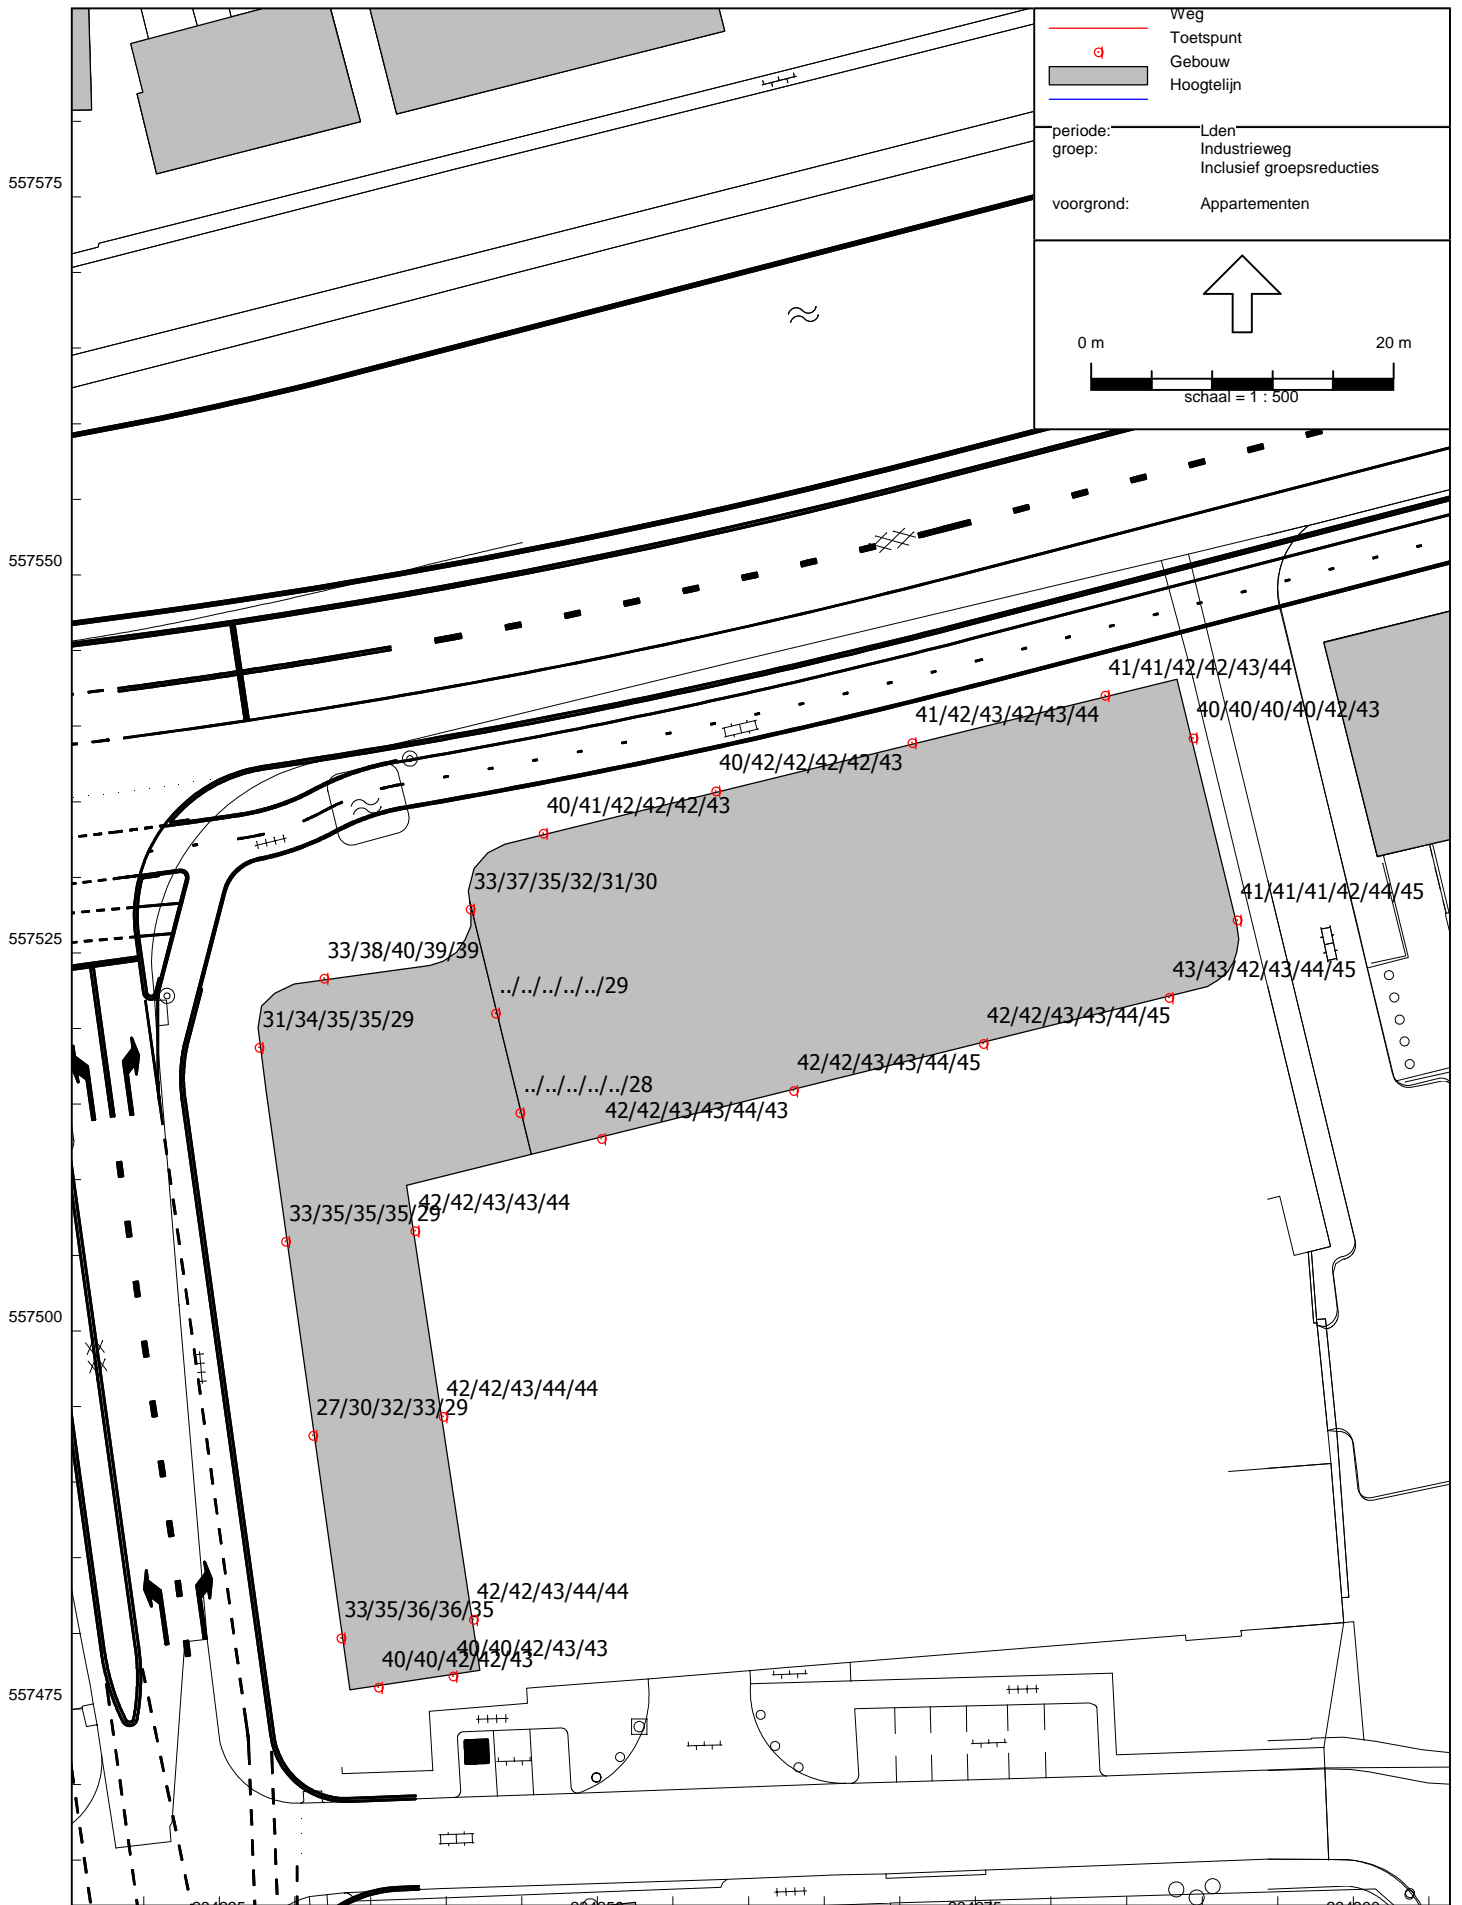 Weg
Toetspunt
Gebouw
Hoogtelijn
periode: Lden
groep: Industrieweg
Inclusief groepsreducties
voorgrond: Appartementen
0 m 20 m
schaal = 1 : 500
557575
557550
557525
557500
557475
41/41/42/42/43/44
41/42/43/42/43/44
40/40/40/40/42/43
40/42/42/42/42/43
40/41/42/42/42/43
33/37/35/32/31/30
41/41/41/42/44/45
33/38/40/39/39
43/43/42/43/44/45
../../../../../29
31/34/35/35/29
42/42/43/43/44/45
42/42/43/43/44/45
../../../../../28
42/42/43/43/44/43
42/42/43/43/44
33/35/35/35/29
42/42/43/44/44
27/30/32/33/29
42/42/43/44/44
33/35/36/36/35
40/40/42/43/43
40/40/42/42/43